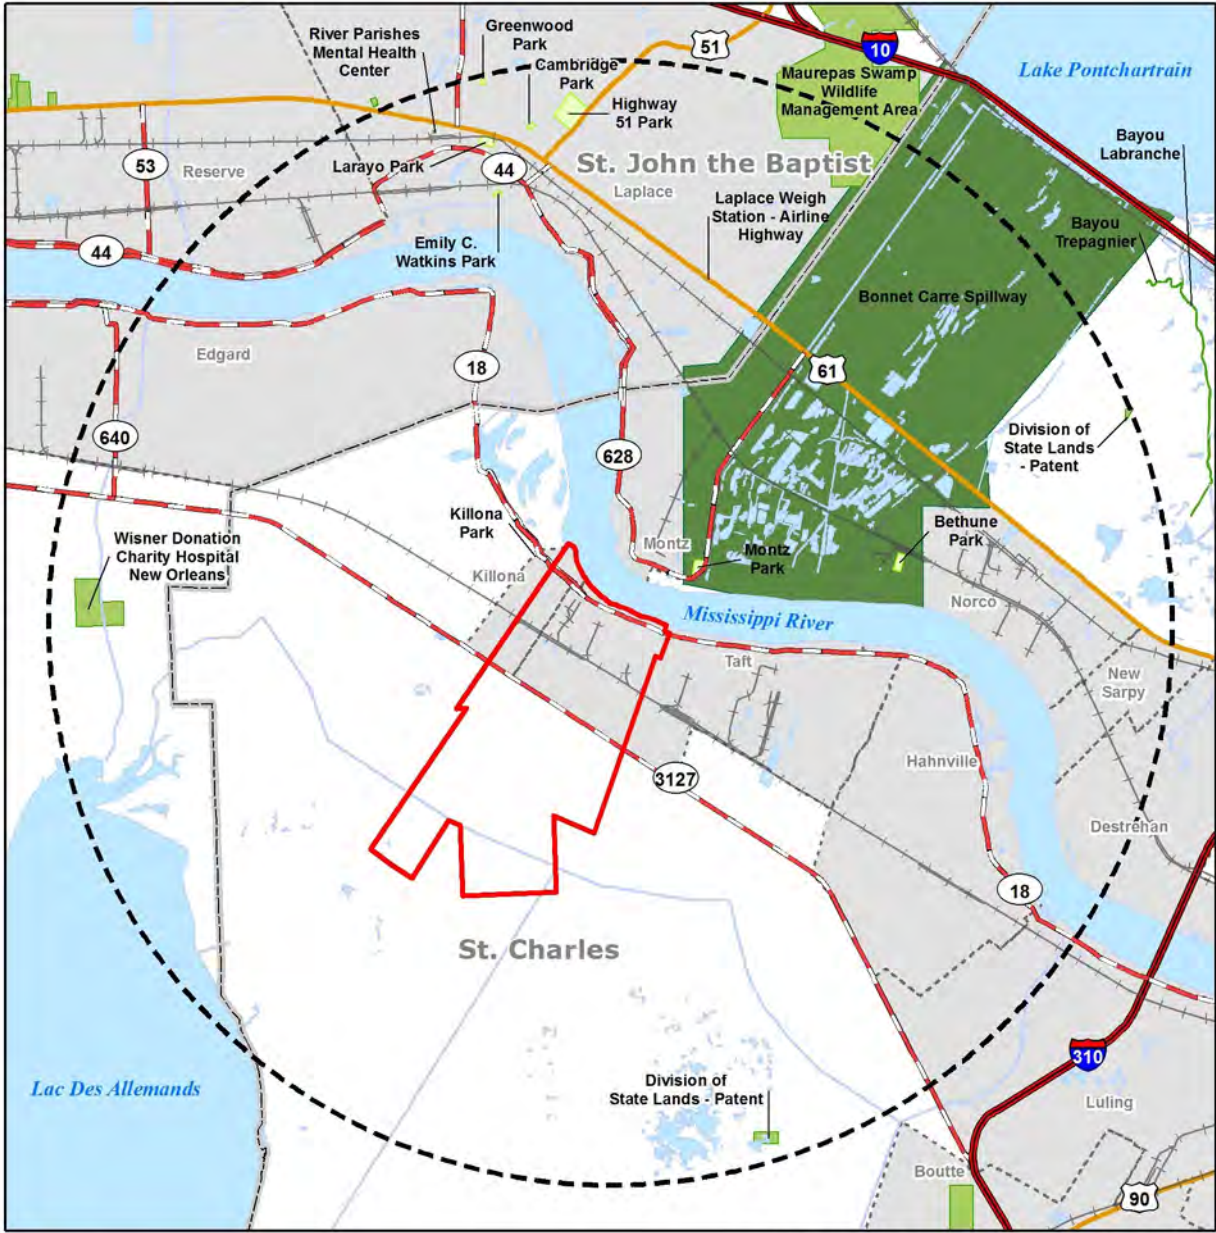 Greenwood
Park
River Parishes
Mental Health
Center
51
10
Lake Pontchartrain
Cambridge
Park
Maurepas Swamp
Wildlife
Management Area
Highway
51 Park
Bayou
Labranche
53
Reserve
Larayo Park
44
St. John the Baptist
Laplace
Laplace Weigh
Station - Airline
Highway
Bayou
Trepagnier
44
Emily C.
Watkins Park
Bonnet Carre Spillway
Edgard
18
61
640
628
Division of
State Lands
- Patent
Killona
Park
Wisner Donation
Charity Hospital
New Orleans
Montz
Montz
Park
Bethune
Park
Killona
Mississippi River
Norco
Taft
New
Sarpy
3127
Hahnville
Destrehan
18
St. Charles
310
Lac Des Allemands
Division of
State Lands - Patent
Luling
Boutte
90